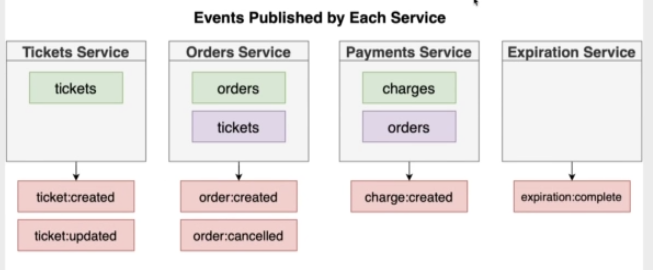 Events Published by Each Service
Tickets Service
tickets
ticket:created
ticket:updated
Orders Service
orders
tickets
order:created
order:cancelled
Payments Service
charges
orders
charge:created
Expiration Service
expiration:complete